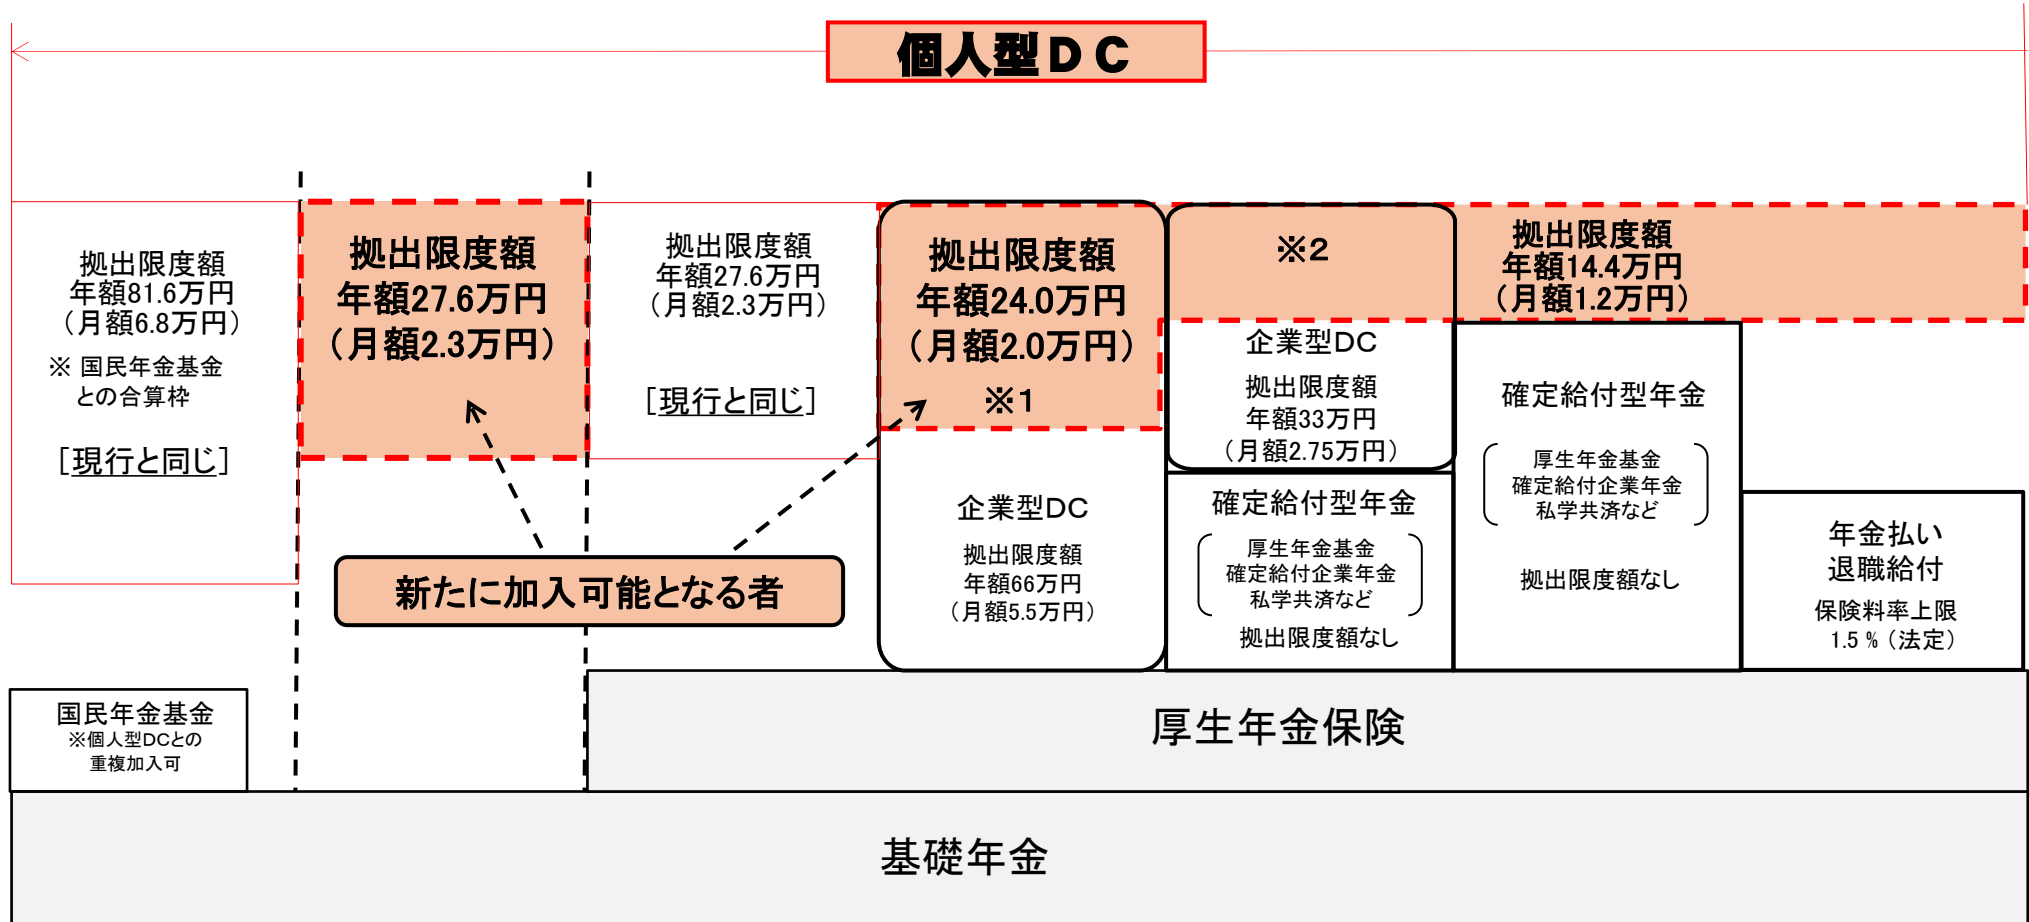 個人型ＤＣ
拠出限度額
年額81.6万円
（月額6.8万円）
※ 国民年金基金
との合算枠
［現行と同じ］
拠出限度額
年額27.6万円
（月額2.3万円）
拠出限度額
年額27.6万円
（月額2.3万円）
［現行と同じ］
拠出限度額
年額24.0万円
（月額2.0万円）
※１
※２
拠出限度額
年額14.4万円
（月額1.2万円）
新たに加入可能となる者
企業型DC
拠出限度額
年額66万円
（月額5.5万円）
企業型DC
拠出限度額
年額33万円
（月額2.75万円）
確定給付型年金
厚生年金基金
確定給付企業年金
私学共済など
拠出限度額なし
確定給付型年金
厚生年金基金
確定給付企業年金
私学共済など
拠出限度額なし
年金払い
退職給付
保険料率上限
1.5％（法定）
国民年金基金
※個人型DCとの
重複加入可
厚生年金保険
基礎年金